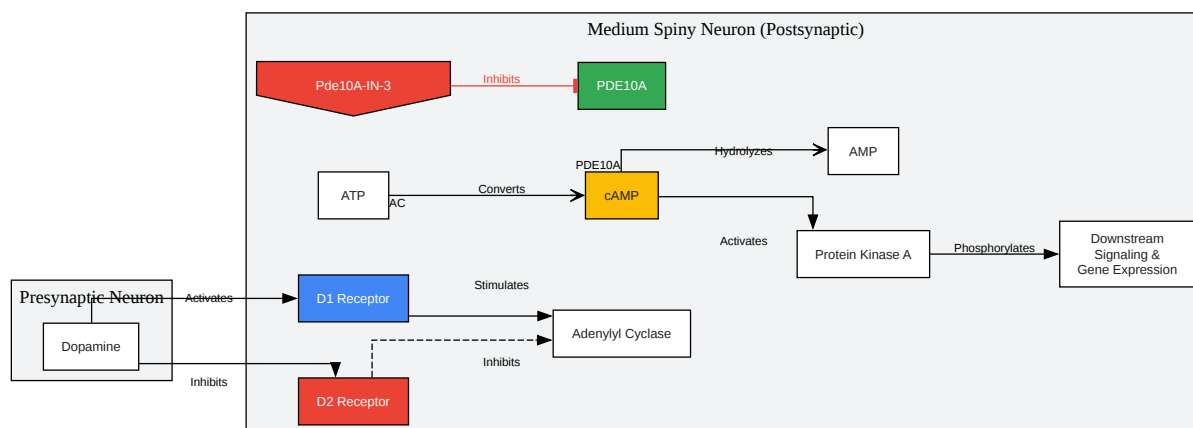 Medium Spiny Neuron (Postsynaptic)
Pde10A-IN-3
Inhibits
PDE10A
Hydrolyzes
AMP
PDE10A
ATP
AC
Converts
cAMP
Activates
Protein Kinase A
Phosphorylates
Downstream
Signaling &
Gene Expression
Presynaptic Neuron
Dopamine
Activates
D1 Receptor
Stimulates
Adenylyl Cyclase
Inhibits
Inhibits
D2 Receptor